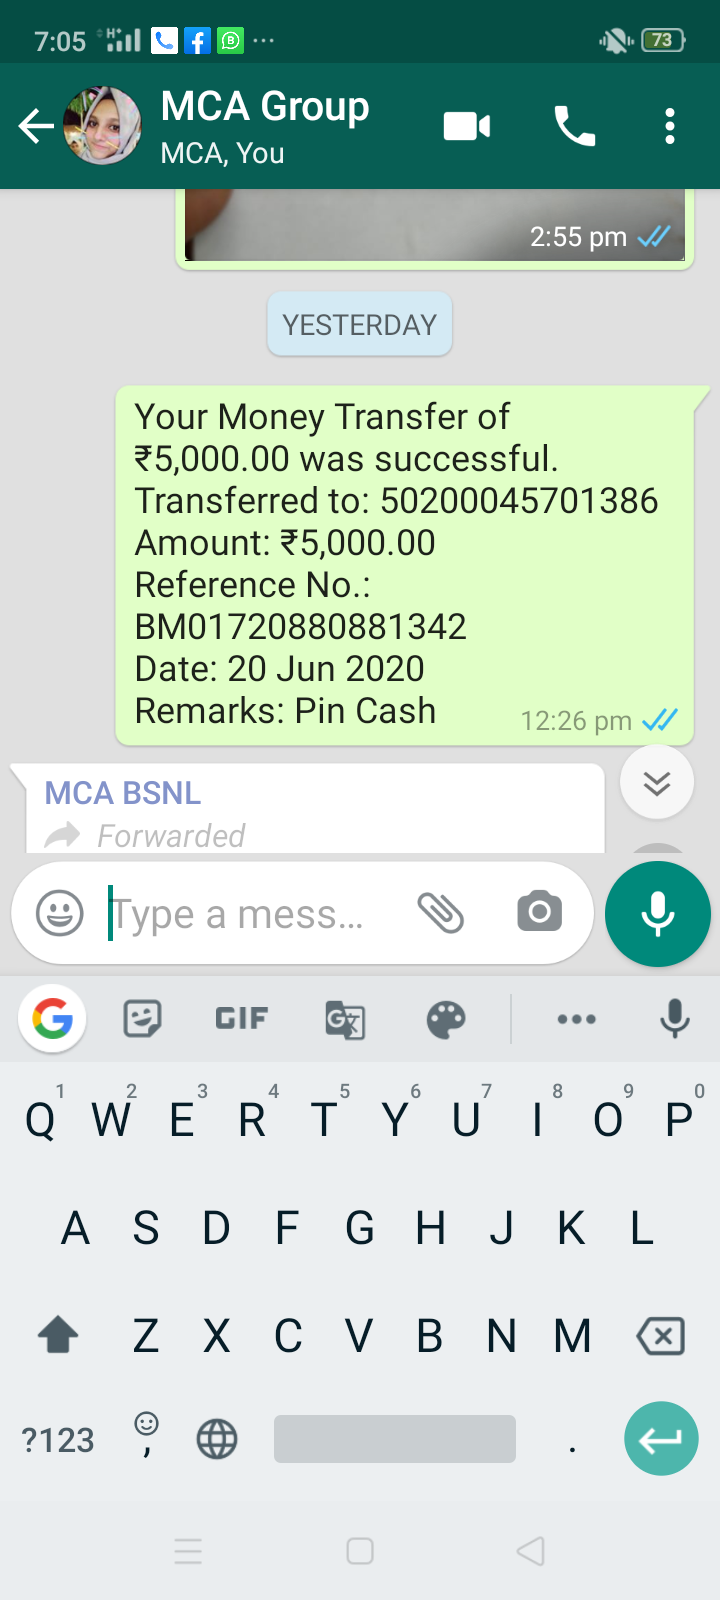 7:05 H+ 73
MCA Group
MCA, You
2:55 pm
YESTERDAY
Your Money Transfer of
₹5,000.00 was successful.
Transferred to: 50200045701386
Amount: ₹5,000.00
Reference No.:
BM01720880881342
Date: 20 Jun 2020
Remarks: Pin Cash
12:26 pm
MCA BSNL
Forwarded
Type a mess...
GIF
1 2 3 4 5 6 7 8 9 0
Q W E R T Y U I O P
A S D F G H J K L
Z X C V B N M
?123 , .